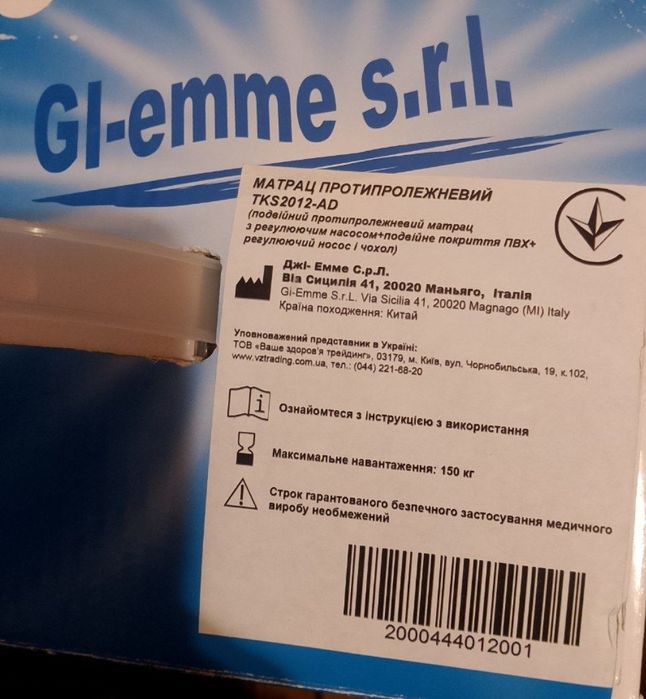 GI-emme s.r.l.
МАТРАЦ ПРОТИПРОЛЕЖНЕВИЙ
TKS2012-AD
(подвійний протипролежневий матрац
з регулюючим насосом+подвійне покриття ПВХ+
регулюючий носос і чохол)
Джі- Емме С.р.Л.
Віа Сицилія 41, 20020 Маньяго, Італія
Gi-Emme S.r.L. Via Sicilia 41, 20020 Magnago (MI) Italy
Країна походження: Китай
Уповноважений представник в Україні:
ТОВ «Ваше здоров'я трейдинг», 03179, м. Київ, вул. Чорнобильська, 19, к.102,
www.vztrading.com.ua, тел.: (044) 221-68-20
i
Ознайомтеся з інструкцією з використання
Максимальне навантаження: 150 кг
Строк гарантованого безпечного застосування медичного
виробу необмежений
2000444012001